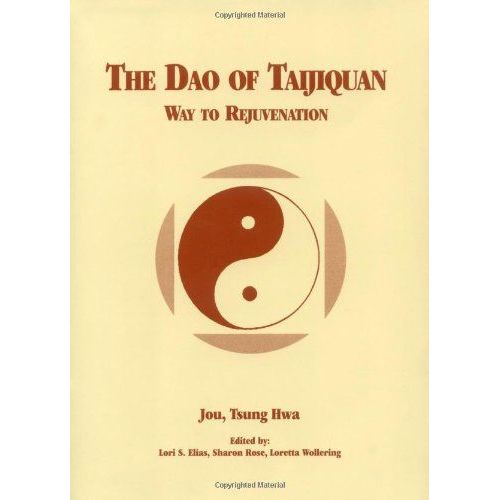 Copyrighted Material
THE DAO OF TAIJIQUAN
WAY TO REJUVENATION
Jou, Tsung Hwa
Edited by:
Lori S. Elias, Sharon Rose, Loretta Wollering
Copyrighted Material